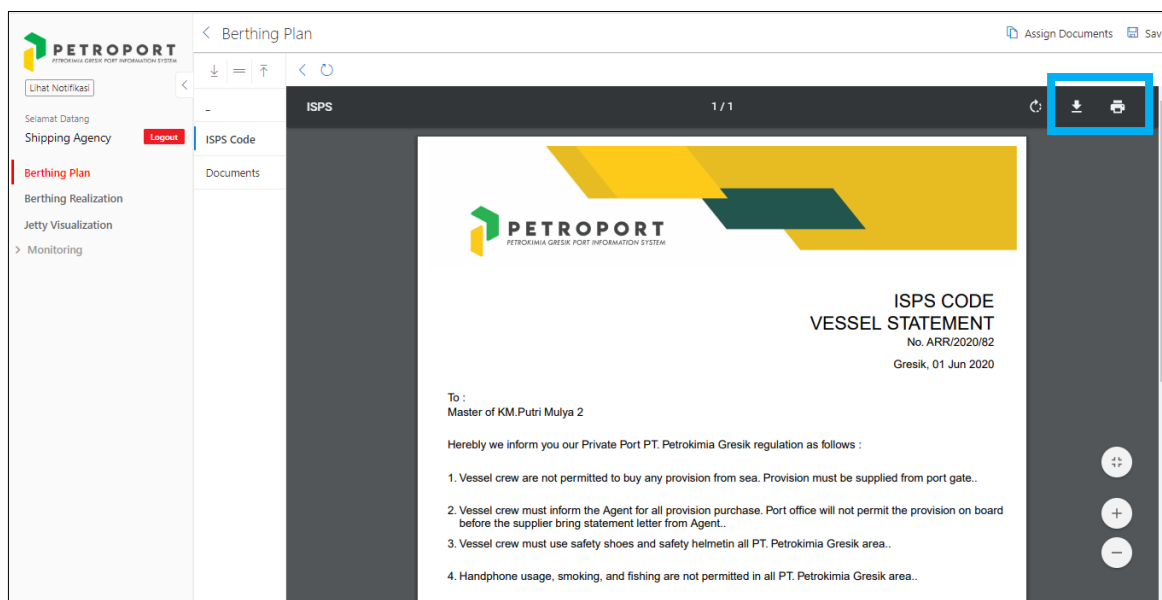 PETROPORT
PETROKIMIA GRESIK PORT INFORMATION SYSTEM
Lihat Notifikasi
Selamat Datang
Shipping Agency
Logout
Berthing Plan
Berthing Realization
Jetty Visualization
Monitoring
Berthing Plan
Assign Documents
Sav
_
ISPS Code
Documents
ISPS
1 / 1
PETROPORT
PETROKIMIA GRESIK PORT INFORMATION SYSTEM
ISPS CODE
VESSEL STATEMENT
No. ARR/2020/82
Gresik, 01 Jun 2020
To :
Master of KM.Putri Mulya 2
Herebly we inform you our Private Port PT. Petrokimia Gresik regulation as follows :
1. Vessel crew are not permitted to buy any provision from sea. Provision must be supplied from port gate..
2. Vessel crew must inform the Agent for all provision purchase. Port office will not permit the provision on board
before the supplier bring statement letter from Agent..
3. Vessel crew must use safety shoes and safety helmetin all PT. Petrokimia Gresik area..
4. Handphone usage, smoking, and fishing are not permitted in all PT. Petrokimia Gresik area..